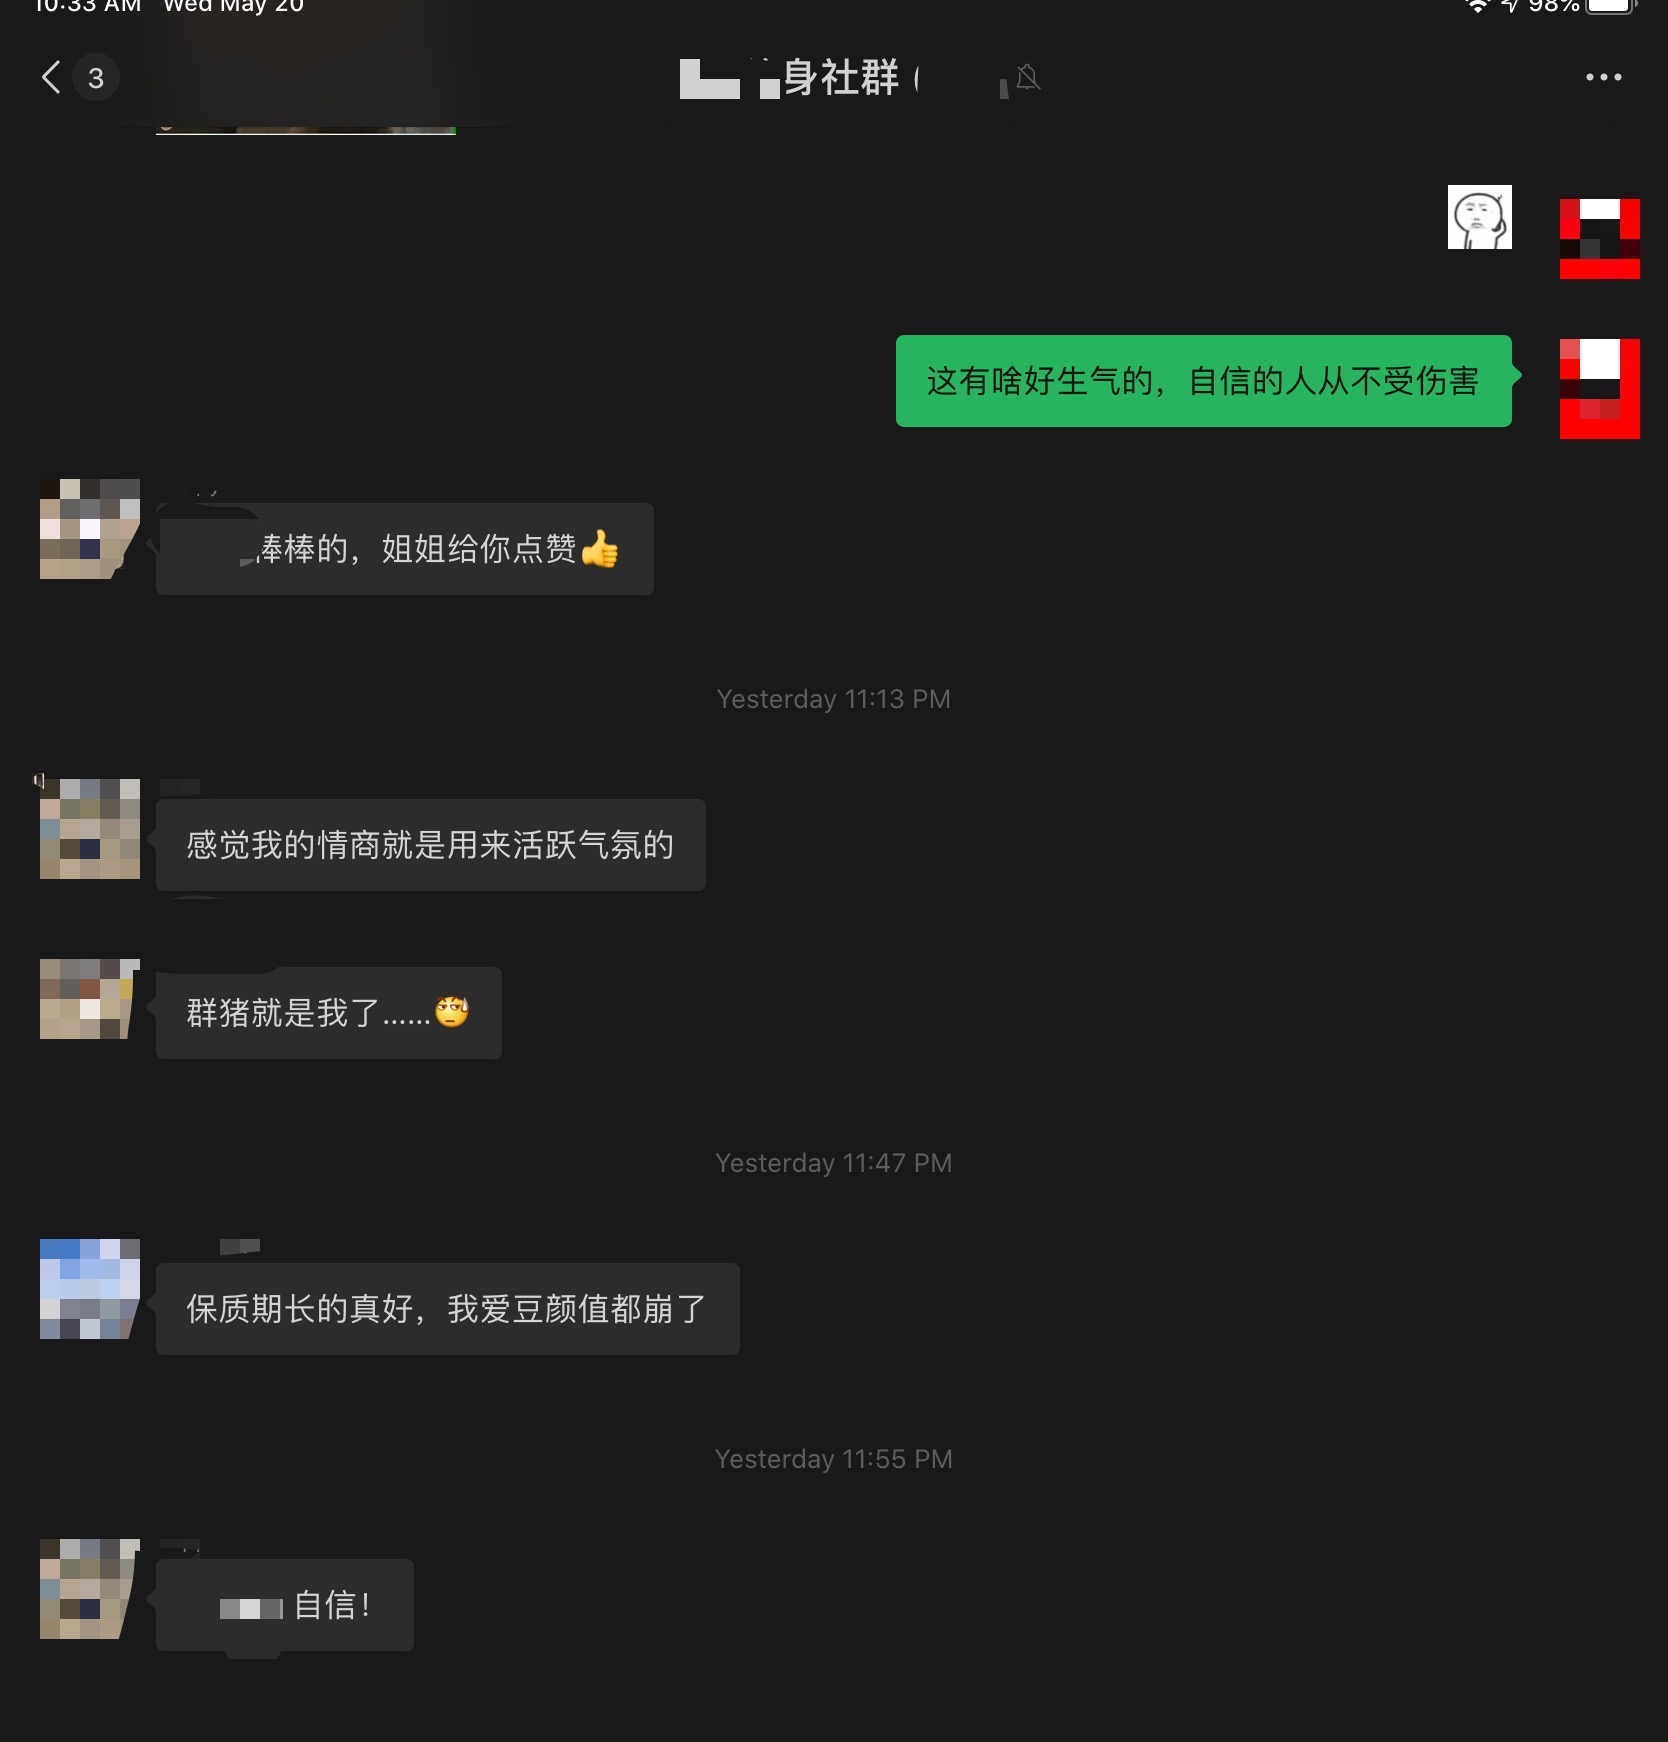 10:33 AM Wed May 20
98%
3
身社群（
这有啥好生气的，自信的人从不受伤害
棒棒的，姐姐给你点赞👍
Yesterday 11:13 PM
感觉我的情商就是用来活跃气氛的
群猪就是我了……
Yesterday 11:47 PM
保质期长的真好，我爱豆颜值都崩了
Yesterday 11:55 PM
自信！